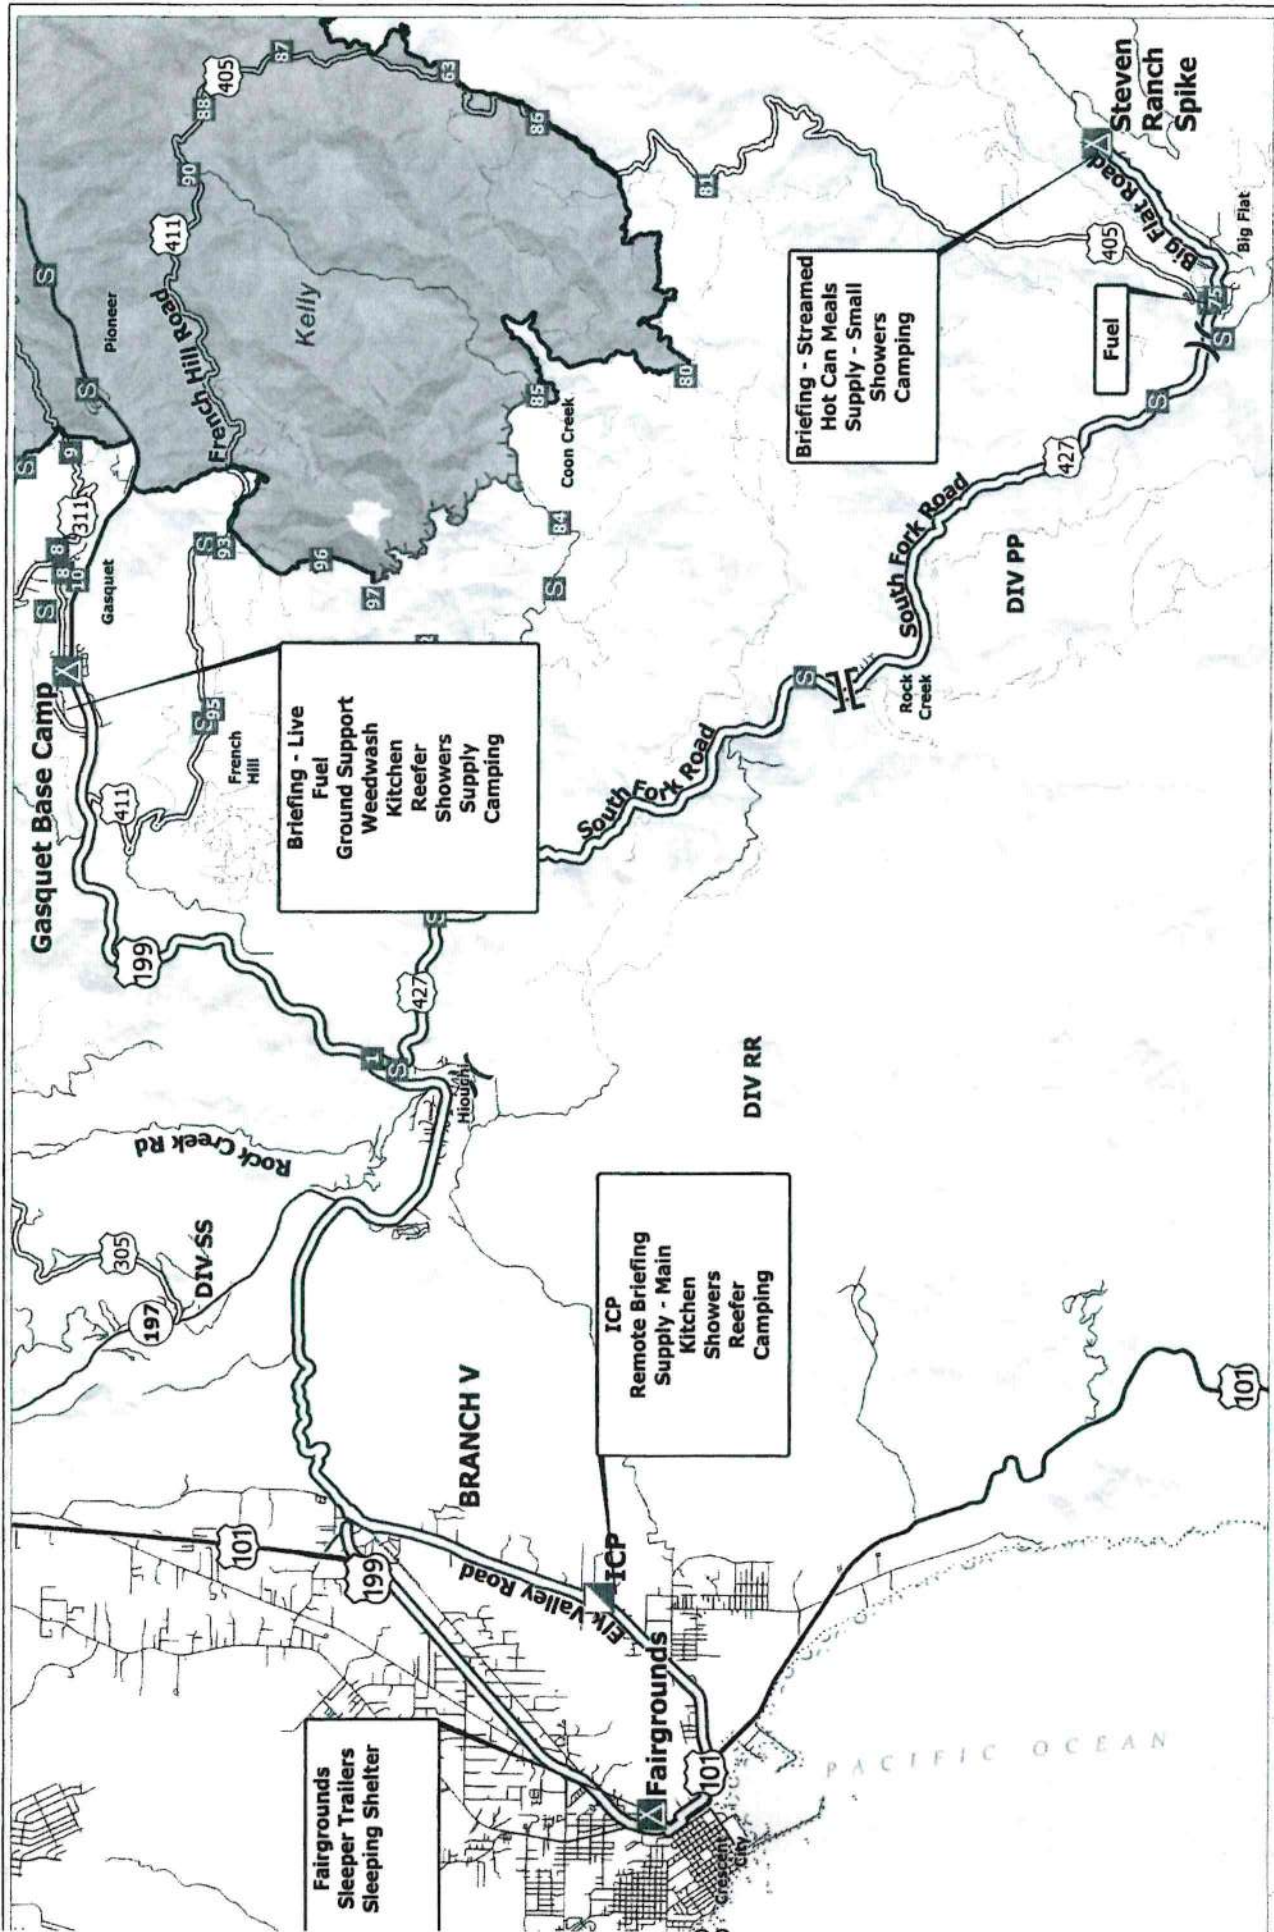 Fairgrounds
Sleeper Trailers
Sleeping Shelter
Crescent
City
Fairgrounds
101
199
101
Elk Valley Road
ICP
BRANCH V
PACIFIC OCEAN
ICP
Remote Briefing
Supply - Main
Kitchen
Showers
Reefer
Camping
101
197
305
DIV SS
Rock Creek Rd
Hiouchi
71
S
DIV RR
427
S
199
Gasquet Base Camp
411
French
Hill
S
95
Briefing - Live
Fuel
Ground Support
Weedwash
Kitchen
Reefer
Showers
Supply
Camping
South Fork Road
S
Rock
Creek
South Fork Road
DIV PP
427
S
Gasquet
S
8
8
10
311
9
S
S
93
96
97
S
84
Coon Creek
85
80
S
Pioneer
S
French Hill Road
411
Kelly
90
88
405
87
63
86
81
Briefing - Streamed
Hot Can Meals
Supply - Small
Showers
Camping
Fuel
405
S
75
Big Flat
Big Flat Road
Steven
Ranch
Spike